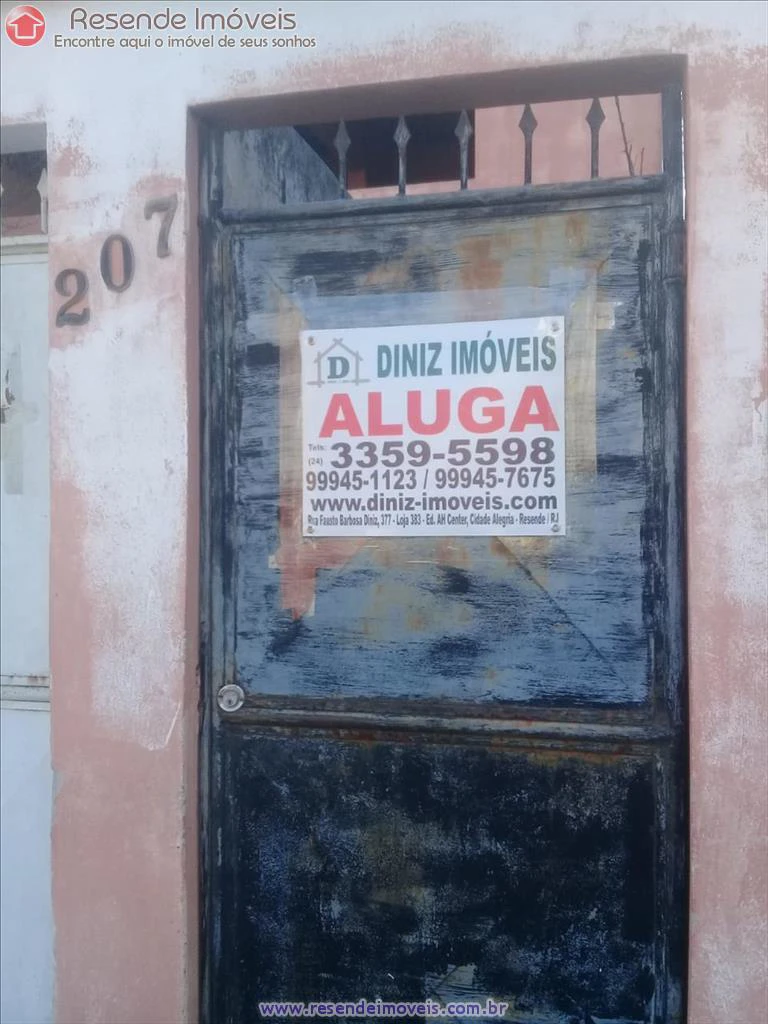 Resende Imóveis
Encontre aqui o imóvel de seus sonhos
207
D
DINIZ IMÓVEIS
ALUGA
Tels:
(24) 3359-5598
99945-1123 / 99945-7675
www.diniz-imoveis.com
Rua Fausto Barbosa Diniz, 377 - Loja 383 - Ed. AH Center, Cidade Alegria - Resende / RJ
www.resendeimoveis.com.br